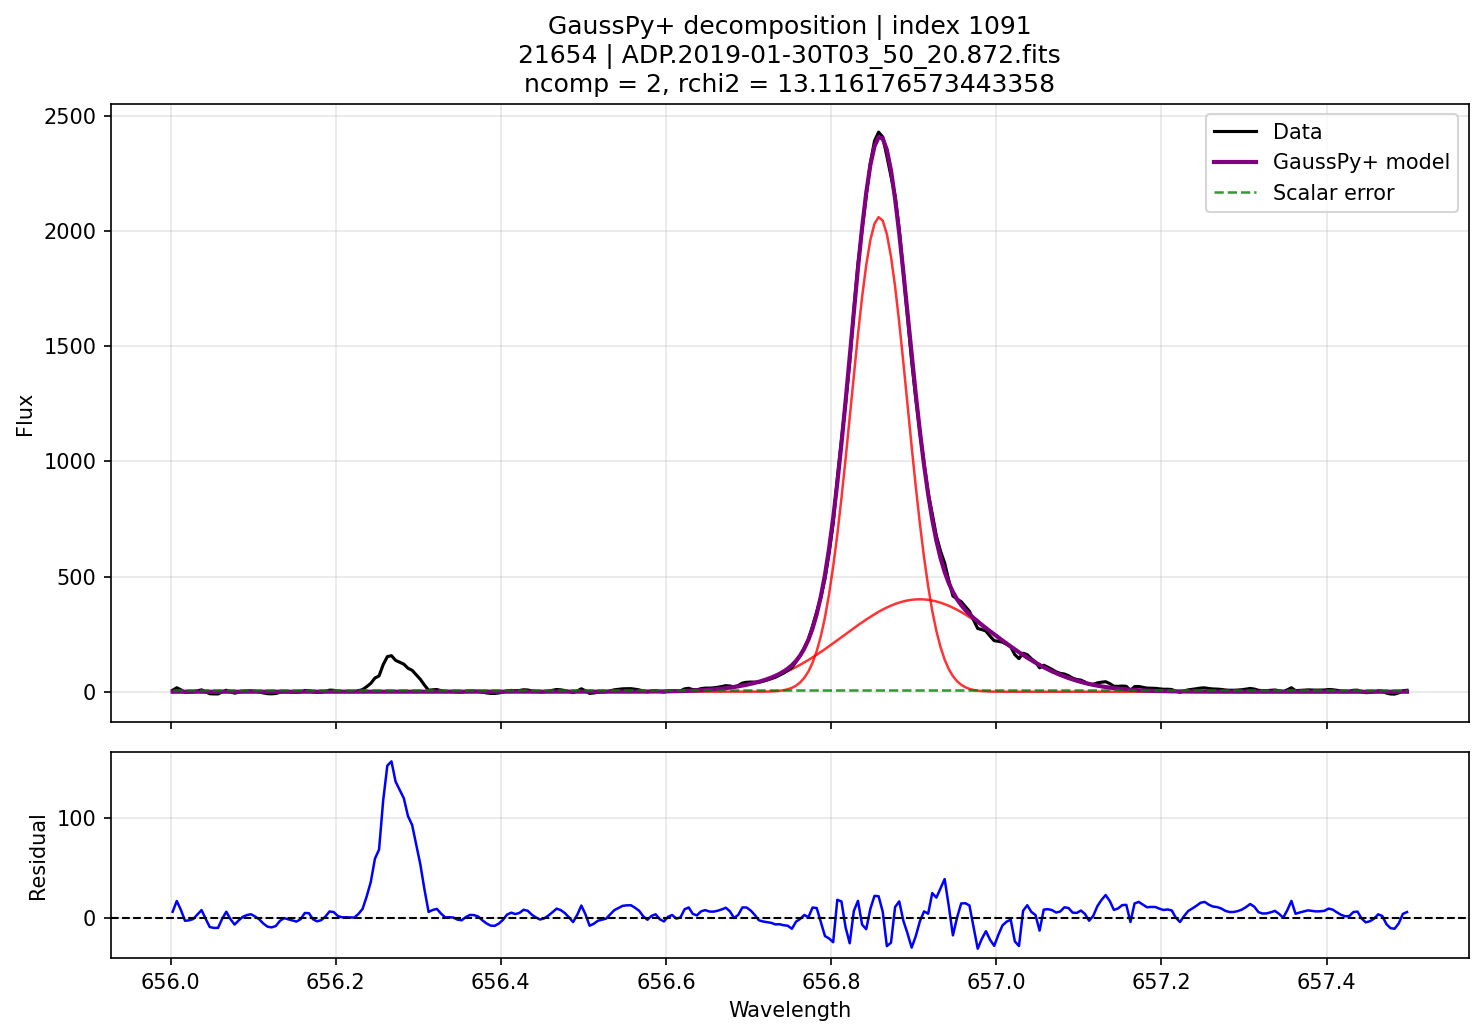 GaussPy+ decomposition | index 1091
21654 | ADP.2019-01-30T03_50_20.872.fits
ncomp = 2, rchi2 = 13.116176573443358
Data
GaussPy+ model
Scalar error
Flux
2500
2000
1500
1000
500
0
Residual
100
0
656.0 656.2 656.4 656.6 656.8 657.0 657.2 657.4
Wavelength